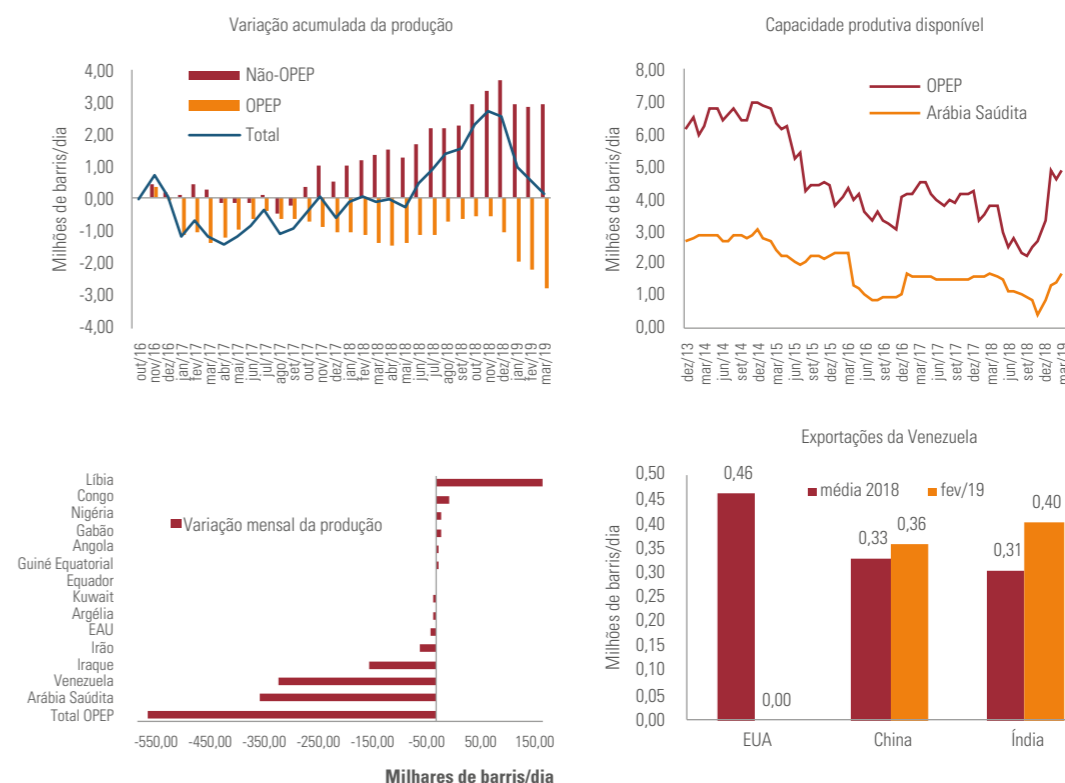 Variação acumulada da produção
Milhões de barris/dia
4,00
3,00
2,00
1,00
0,00
-1,00
-2,00
-3,00
-4,00
Não-OPEP
OPEP
Total
out/16
nov/16
dez/16
jan/17
fev/17
mar/17
abr/17
mai/17
jun/17
jul/17
ago/17
set/17
out/17
nov/17
dez/17
jan/18
fev/18
mar/18
abr/18
mai/18
jun/18
jul/18
ago/18
set/18
out/18
nov/18
dez/18
jan/19
fev/19
mar/19
Capacidade produtiva disponível
Milhões de barris/dia
8,00
7,00
6,00
5,00
4,00
3,00
2,00
1,00
0,00
OPEP
Arábia Saúdita
dez/13
mar/14
jun/14
set/14
dez/14
mar/15
jun/15
set/15
dez/15
mar/16
jun/16
set/16
dez/16
mar/17
jun/17
set/17
dez/17
mar/18
jun/18
set/18
dez/18
mar/19
Líbia
Congo
Nigéria
Gabão
Angola
Guiné Equatorial
Equador
Kuwait
Argélia
EAU
Irão
Iraque
Venezuela
Arábia Saúdita
Total OPEP
Variação mensal da produção
-550,00 -450,00 -350,00 -250,00 -150,00 -50,00 50,00 150,00
Milhares de barris/dia
Exportações da Venezuela
Milhões de barris/dia
0,50
0,45
0,40
0,35
0,30
0,25
0,20
0,15
0,10
0,05
0,00
média 2018 fev/19
0,46
0,00
0,33
0,36
0,31
0,40
EUA China Índia